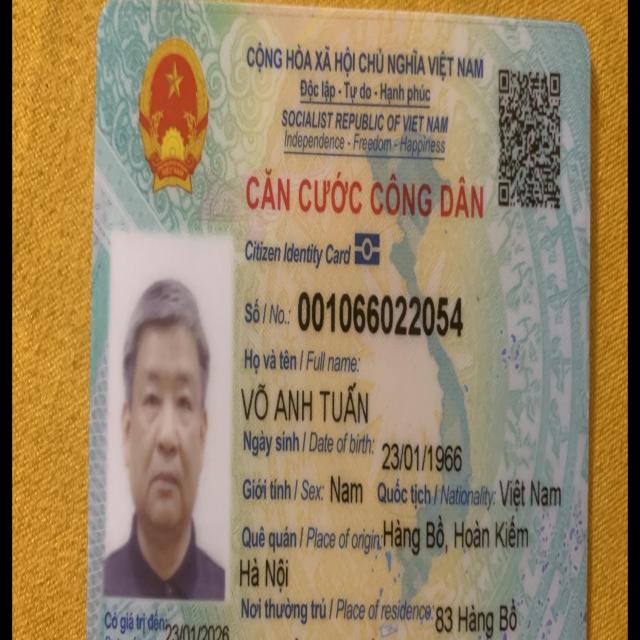 CỘNG HÒA XÃ HỘI CHỦ NGHĨA VIỆT NAM
Độc lập - Tự do - Hạnh phúc
SOCIALIST REPUBLIC OF VIET NAM
Independence - Freedom - Happiness
CĂN CƯỚC CÔNG DÂN
Citizen Identity Card
Số / No.: 001066022054
Họ và tên / Full name:
VÕ ANH TUẤN
Ngày sinh / Date of birth: 23/01/1966
Giới tính / Sex: Nam Quốc tịch / Nationality: Việt Nam
Quê quán / Place of origin: Hàng Bồ, Hoàn Kiếm
Hà Nội
Nơi thường trú / Place of residence: 83 Hàng Bồ
Có giá trị đến: 23/01/2026